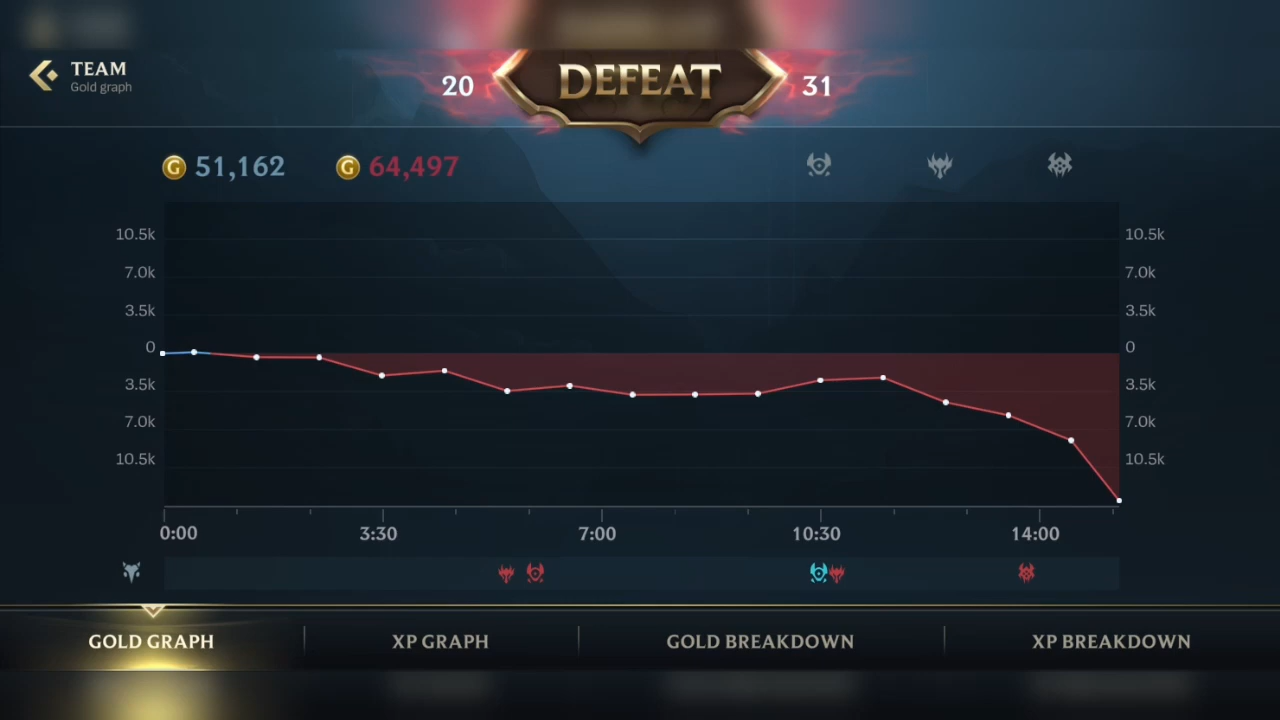 TEAM
Gold graph
20
DEFEAT
31
G 51,162
G 64,497
10.5k
7.0k
3.5k
0
3.5k
7.0k
10.5k
10.5k
7.0k
3.5k
0
3.5k
7.0k
10.5k
0:00 3:30 7:00 10:30 14:00
GOLD GRAPH XP GRAPH GOLD BREAKDOWN XP BREAKDOWN